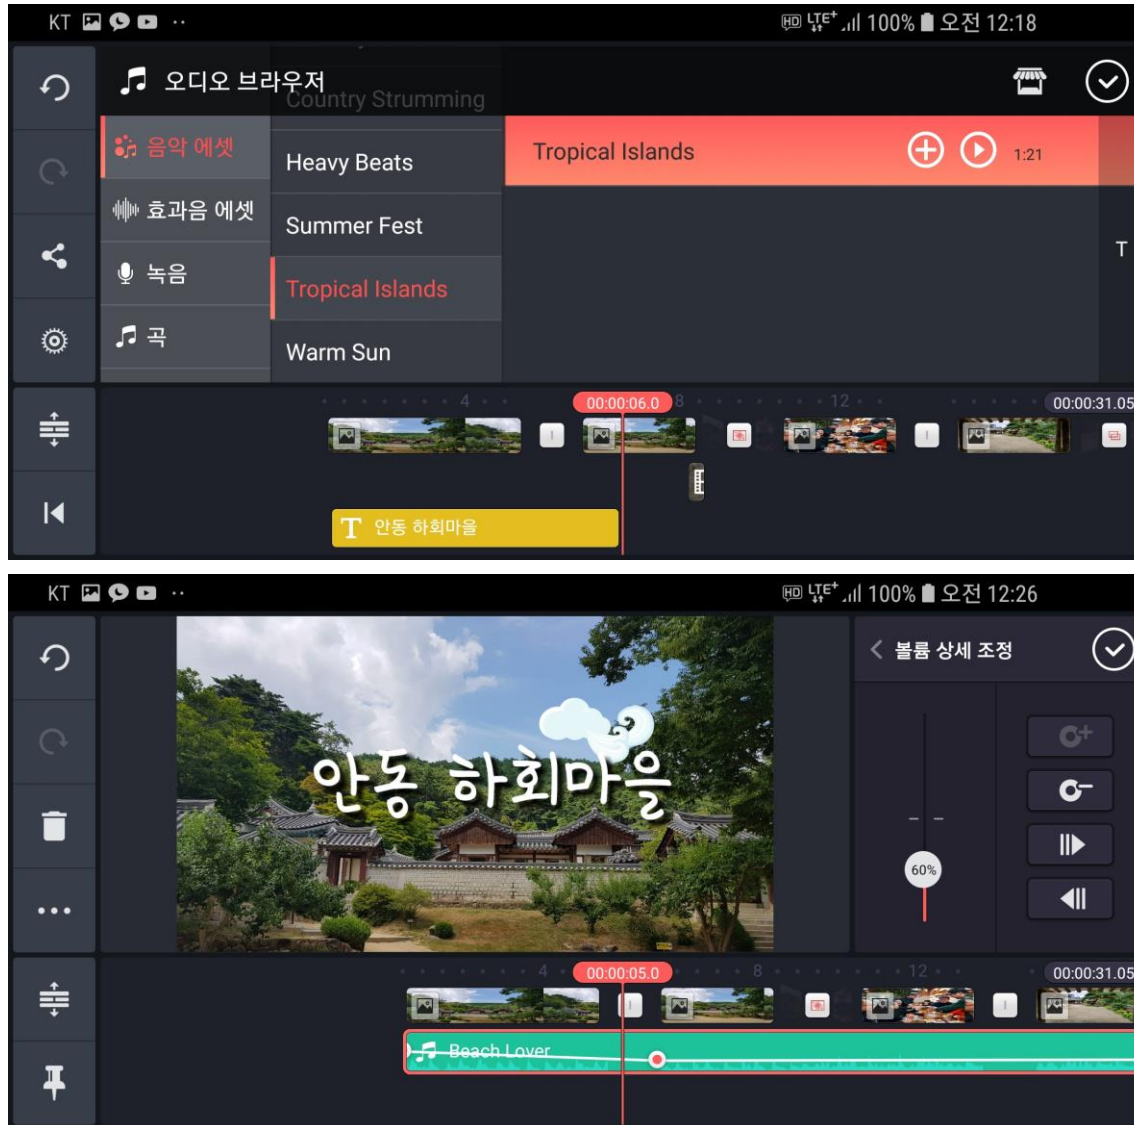 KT HD LTE+ 100% 오전 12:18
오디오 브라우저
Country Strumming
음악 에셋
Heavy Beats
Tropical Islands 1:21
효과음 에셋
Summer Fest
T
녹음
Tropical Islands
곡
Warm Sun
4 00:00:06.0 8 12 00:00:31.05
T 안동 하회마을
KT HD LTE+ 100% 오전 12:26
볼륨 상세 조정
안동 하회마을
60%
4 00:00:05.0 8 12 00:00:31.05
Beach Lover